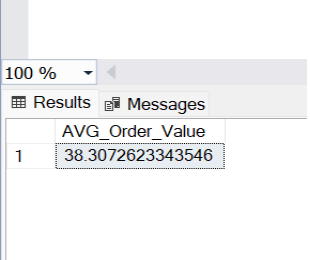 100 %
Results Messages
AVG_Order_Value
1 38.3072623343546